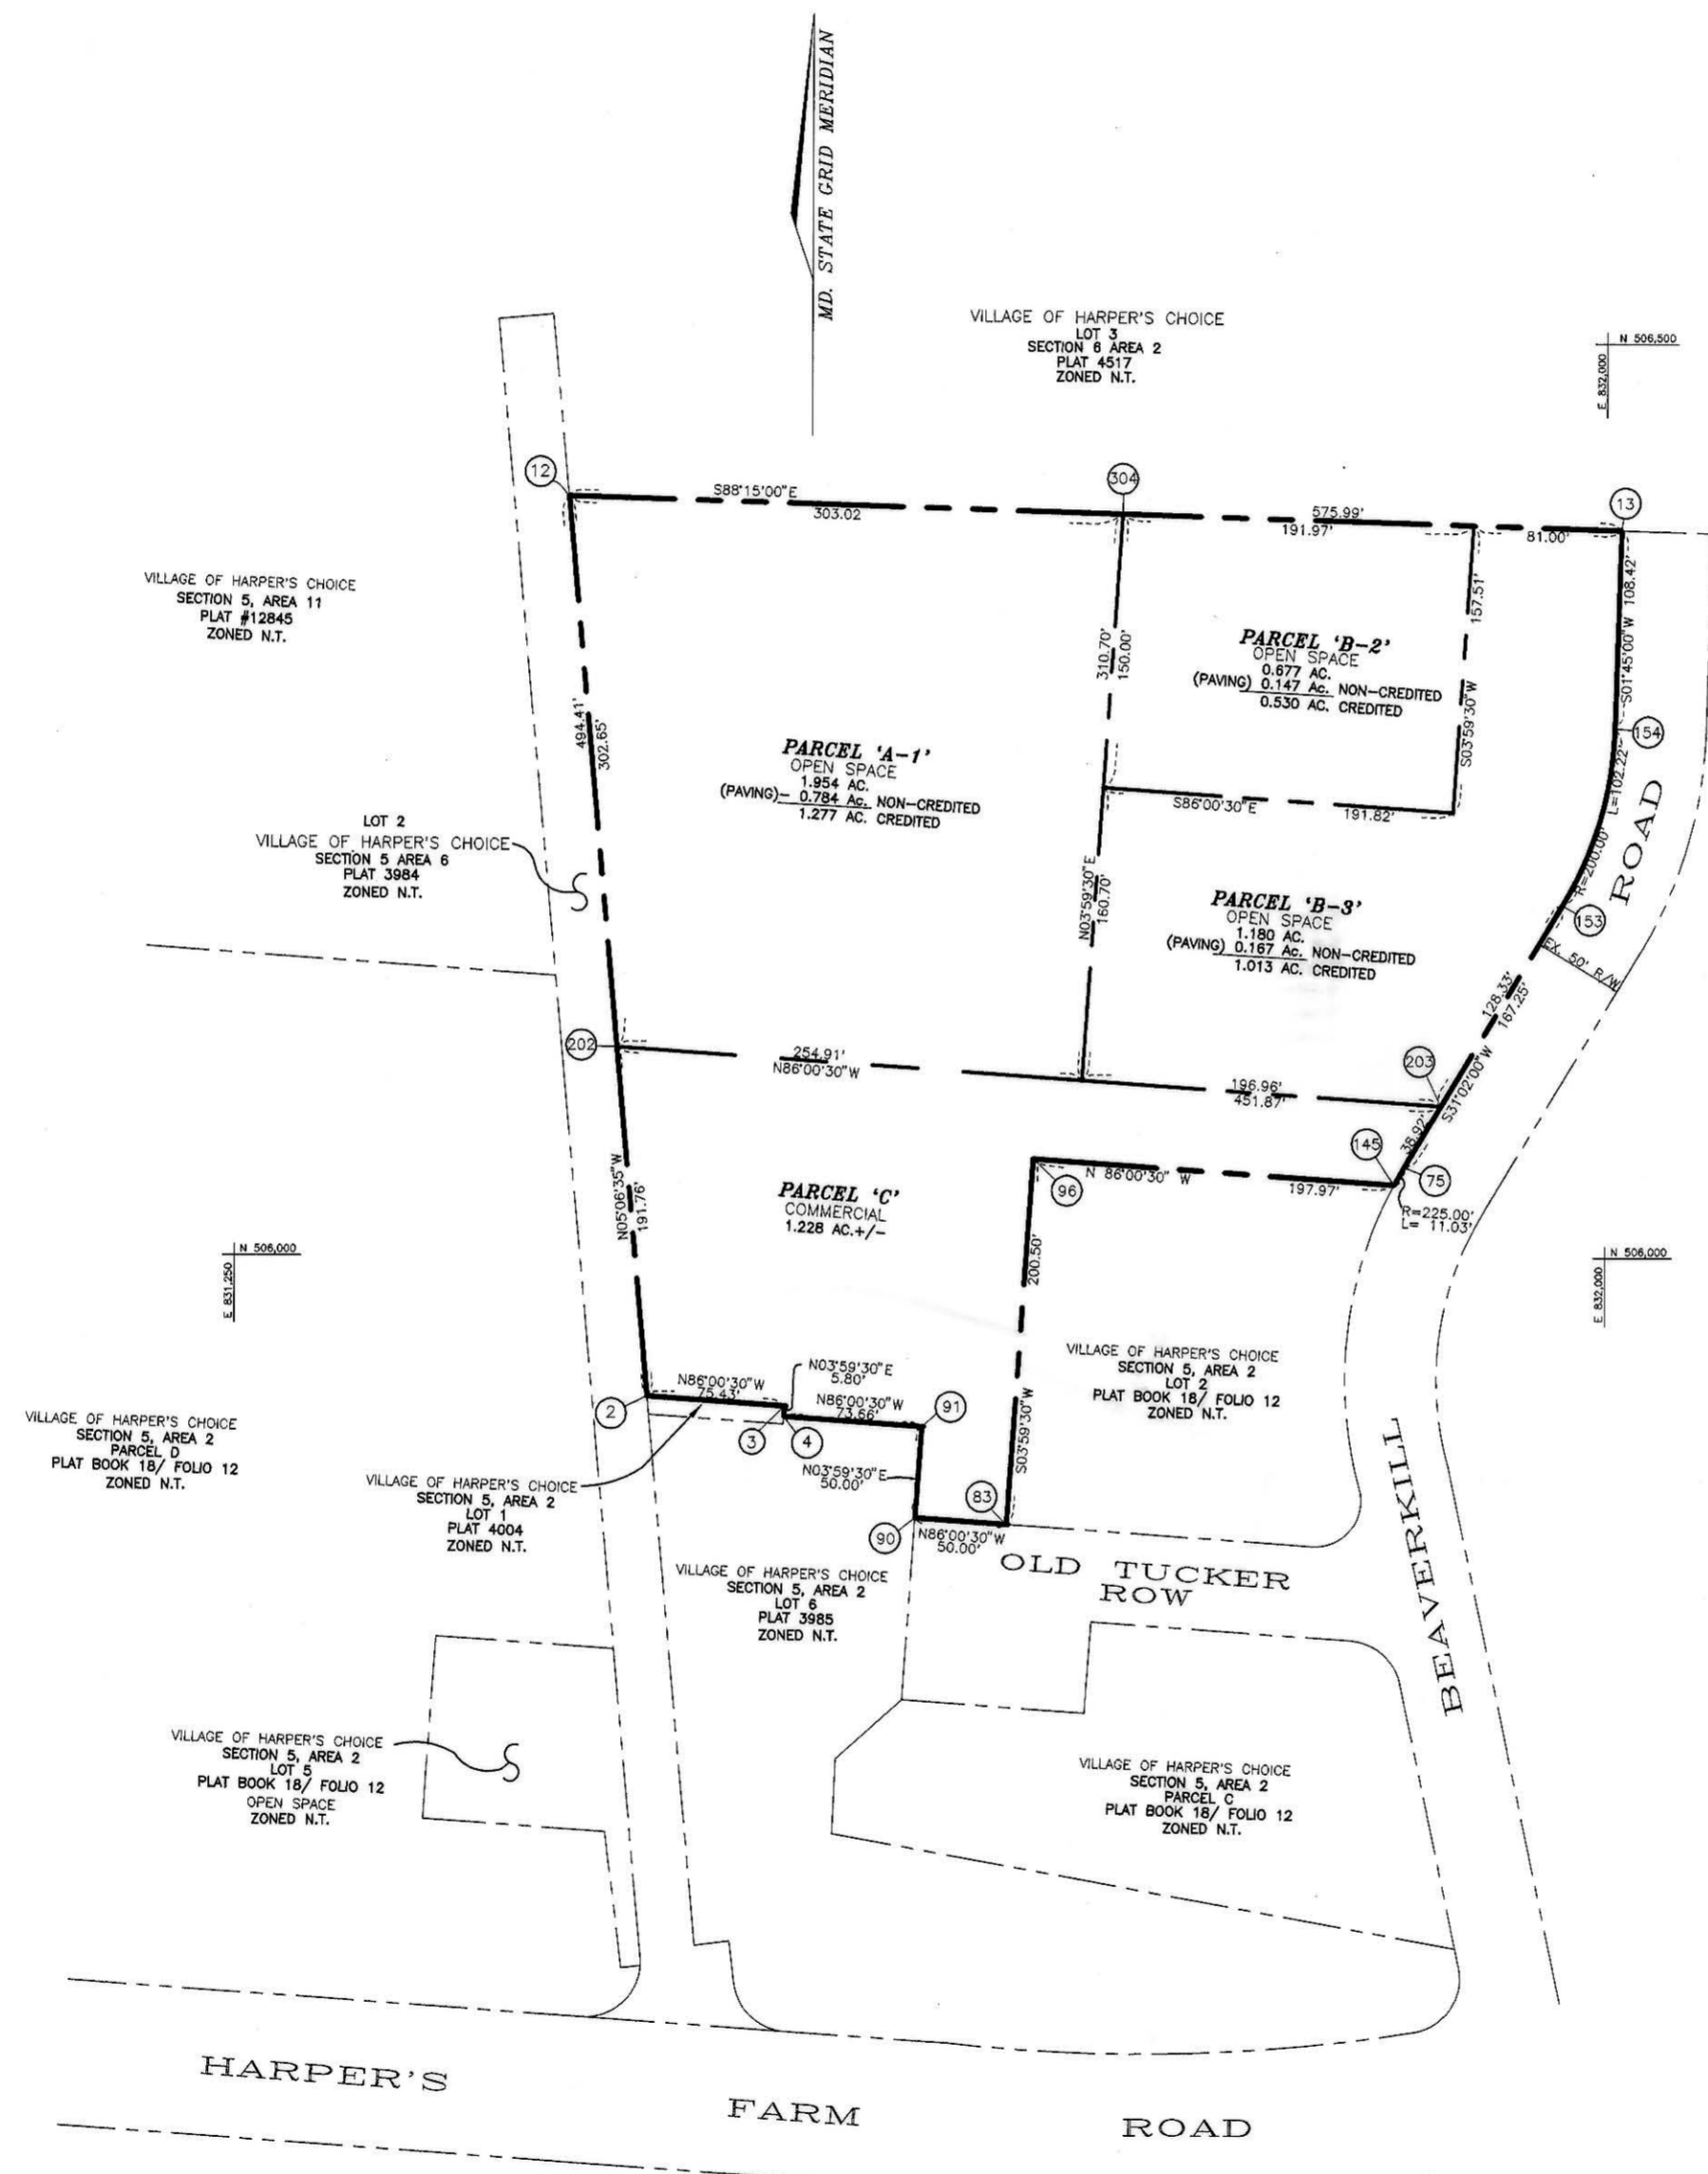 MD. STATE GRID MERIDIAN
VILLAGE OF HARPER'S CHOICE
LOT 3
SECTION 6 AREA 2
PLAT 4517
ZONED N.T.
N 506,500
E 832,000
12
S88°15'00"E
303.02
304
575.99'
191.97'
13
81.00'
VILLAGE OF HARPER'S CHOICE
SECTION 5, AREA 11
PLAT #12845
ZONED N.T.
494.41'
302.65'
PARCEL 'A-1'
OPEN SPACE
1.954 AC.
(PAVING)- 0.784 Ac. NON-CREDITED
1.277 AC. CREDITED
310.70'
150.00'
PARCEL 'B-2'
OPEN SPACE
0.677 AC.
(PAVING) 0.147 Ac. NON-CREDITED
0.530 AC. CREDITED
157.51'
S03°59'30"W
S01°45'00"W 108.42'
154
L=102.22'
R=200.00'
153
S86°00'30"E
191.82'
LOT 2
VILLAGE OF HARPER'S CHOICE
SECTION 5 AREA 6
PLAT 3984
ZONED N.T.
N03°59'30"E
160.70'
PARCEL 'B-3'
OPEN SPACE
1.180 AC.
(PAVING) 0.167 Ac. NON-CREDITED
1.013 AC. CREDITED
ROAD
EX. 50' R/W
128.33'
167.25'
S31°02'00"W
202
254.91'
N86°00'30"W
196.96'
451.87'
203
38.92'
145
75
R=225.00'
L= 11.03'
N05°06'35"W
191.76'
PARCEL 'C'
COMMERCIAL
1.228 AC.+/-
96
N 86°00'30" W
197.97'
200.50'
S03°59'30"W
N 506,000
E 831,250
N 506,000
E 832,000
VILLAGE OF HARPER'S CHOICE
SECTION 5, AREA 2
LOT 2
PLAT BOOK 18/ FOLIO 12
ZONED N.T.
2
N86°00'30"W
75.43'
N03°59'30"E
5.80'
N86°00'30"W
73.66'
3
4
91
N03°59'30"E
50.00'
83
90
N86°00'30"W
50.00'
VILLAGE OF HARPER'S CHOICE
SECTION 5, AREA 2
PARCEL D
PLAT BOOK 18/ FOLIO 12
ZONED N.T.
VILLAGE OF HARPER'S CHOICE
SECTION 5, AREA 2
LOT 1
PLAT 4004
ZONED N.T.
VILLAGE OF HARPER'S CHOICE
SECTION 5, AREA 2
LOT 6
PLAT 3985
ZONED N.T.
OLD TUCKER
ROW
BEAVERKILL
VILLAGE OF HARPER'S CHOICE
SECTION 5, AREA 2
LOT 5
PLAT BOOK 18/ FOLIO 12
OPEN SPACE
ZONED N.T.
VILLAGE OF HARPER'S CHOICE
SECTION 5, AREA 2
PARCEL C
PLAT BOOK 18/ FOLIO 12
ZONED N.T.
HARPER'S FARM ROAD